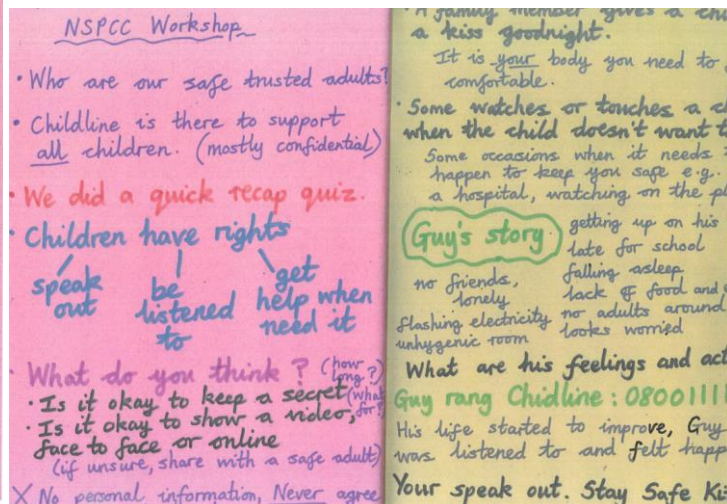 NSPCC Workshop
• Who are our safe trusted adults?
• Childline is there to support
all children. (mostly confidential)
• We did a quick recap quiz.
• Children have rights
speak
out
be
listened
to
get
help when
need it
• What do you think? (how
long?)
• Is it okay to keep a secret (what
for?)
• Is it okay to show a video,
face to face or online
(if unsure, share with a safe adult)
X No personal information, Never agree
• A family member gives a
a kiss goodnight.
It is your body you need to
comfortable.
• Some watches or touches a
when the child doesn't want
Some occasions when it needs
happen to keep you safe e.g.
a hospital, watching on the
Guy's story
no friends,
lonely
flashing electricity
unhygenic room
getting up on his
late for school
falling asleep
lack of food and
no adults around
looks worried
What are his feelings and
Guy rang Chidline: 0800 1111
His life started to improve, Guy
was listened to and felt
Your speak out. Stay Safe